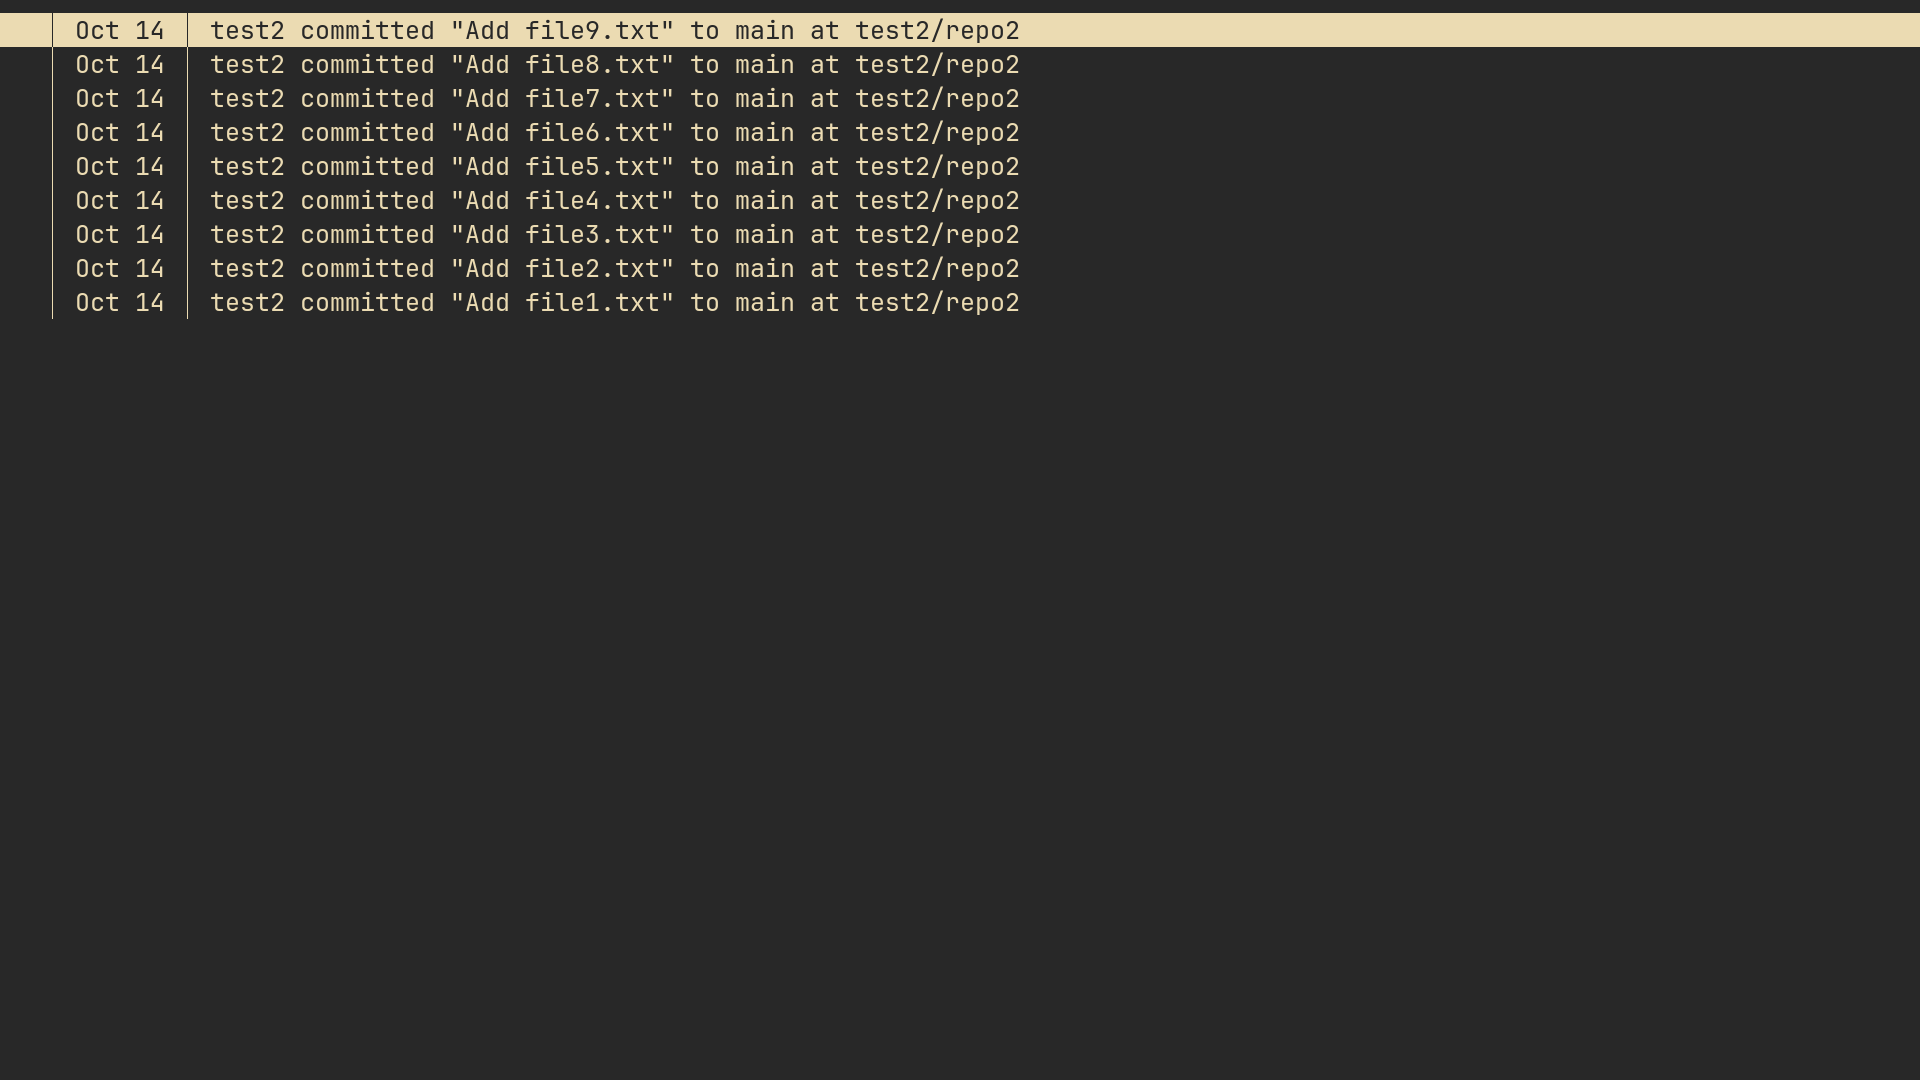 Oct 14 test2 committed "Add file9.txt" to main at test2/repo2
Oct 14 test2 committed "Add file8.txt" to main at test2/repo2
Oct 14 test2 committed "Add file7.txt" to main at test2/repo2
Oct 14 test2 committed "Add file6.txt" to main at test2/repo2
Oct 14 test2 committed "Add file5.txt" to main at test2/repo2
Oct 14 test2 committed "Add file4.txt" to main at test2/repo2
Oct 14 test2 committed "Add file3.txt" to main at test2/repo2
Oct 14 test2 committed "Add file2.txt" to main at test2/repo2
Oct 14 test2 committed "Add file1.txt" to main at test2/repo2